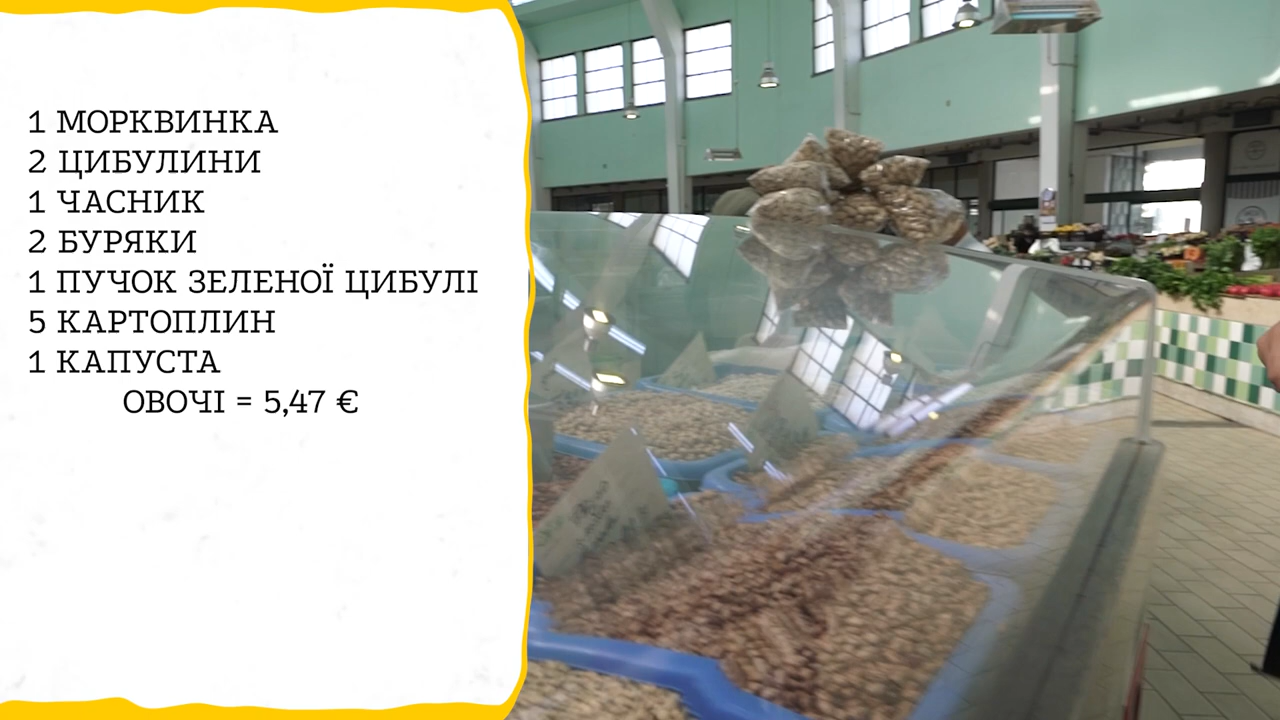 1 МОРКВИНКА
2 ЦИБУЛИНИ
1 ЧАСНИК
2 БУРЯКИ
1 ПУЧОК ЗЕЛЕНОЇ ЦИБУЛІ
5 КАРТОПЛИН
1 КАПУСТА
ОВОЧІ = 5,47 €